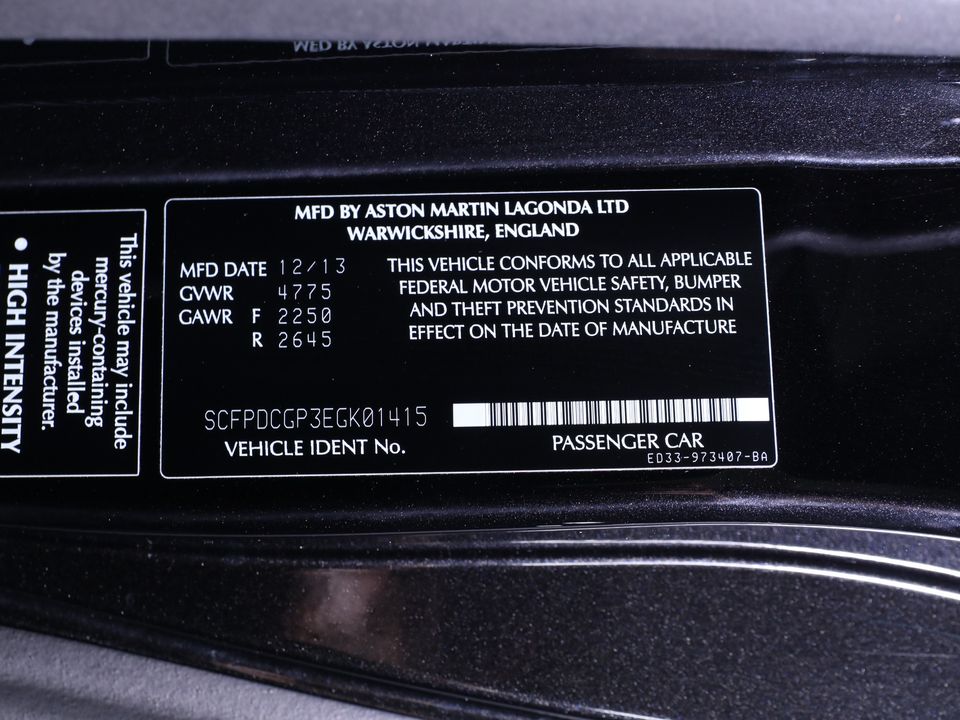 MFD BY ASTON MARTIN LAGONDA LTD
WARWICKSHIRE, ENGLAND
MFD DATE 12/13
GVWR 4775
GAWR F 2250
R 2645
THIS VEHICLE CONFORMS TO ALL APPLICABLE
FEDERAL MOTOR VEHICLE SAFETY, BUMPER
AND THEFT PREVENTION STANDARDS IN
EFFECT ON THE DATE OF MANUFACTURE
SCFPDCGP3EGK01415
VEHICLE IDENT No.
PASSENGER CAR
ED33-973407-BA
This vehicle may include
mercury-containing
devices installed
by the manufacturer.
• HIGH INTENSITY